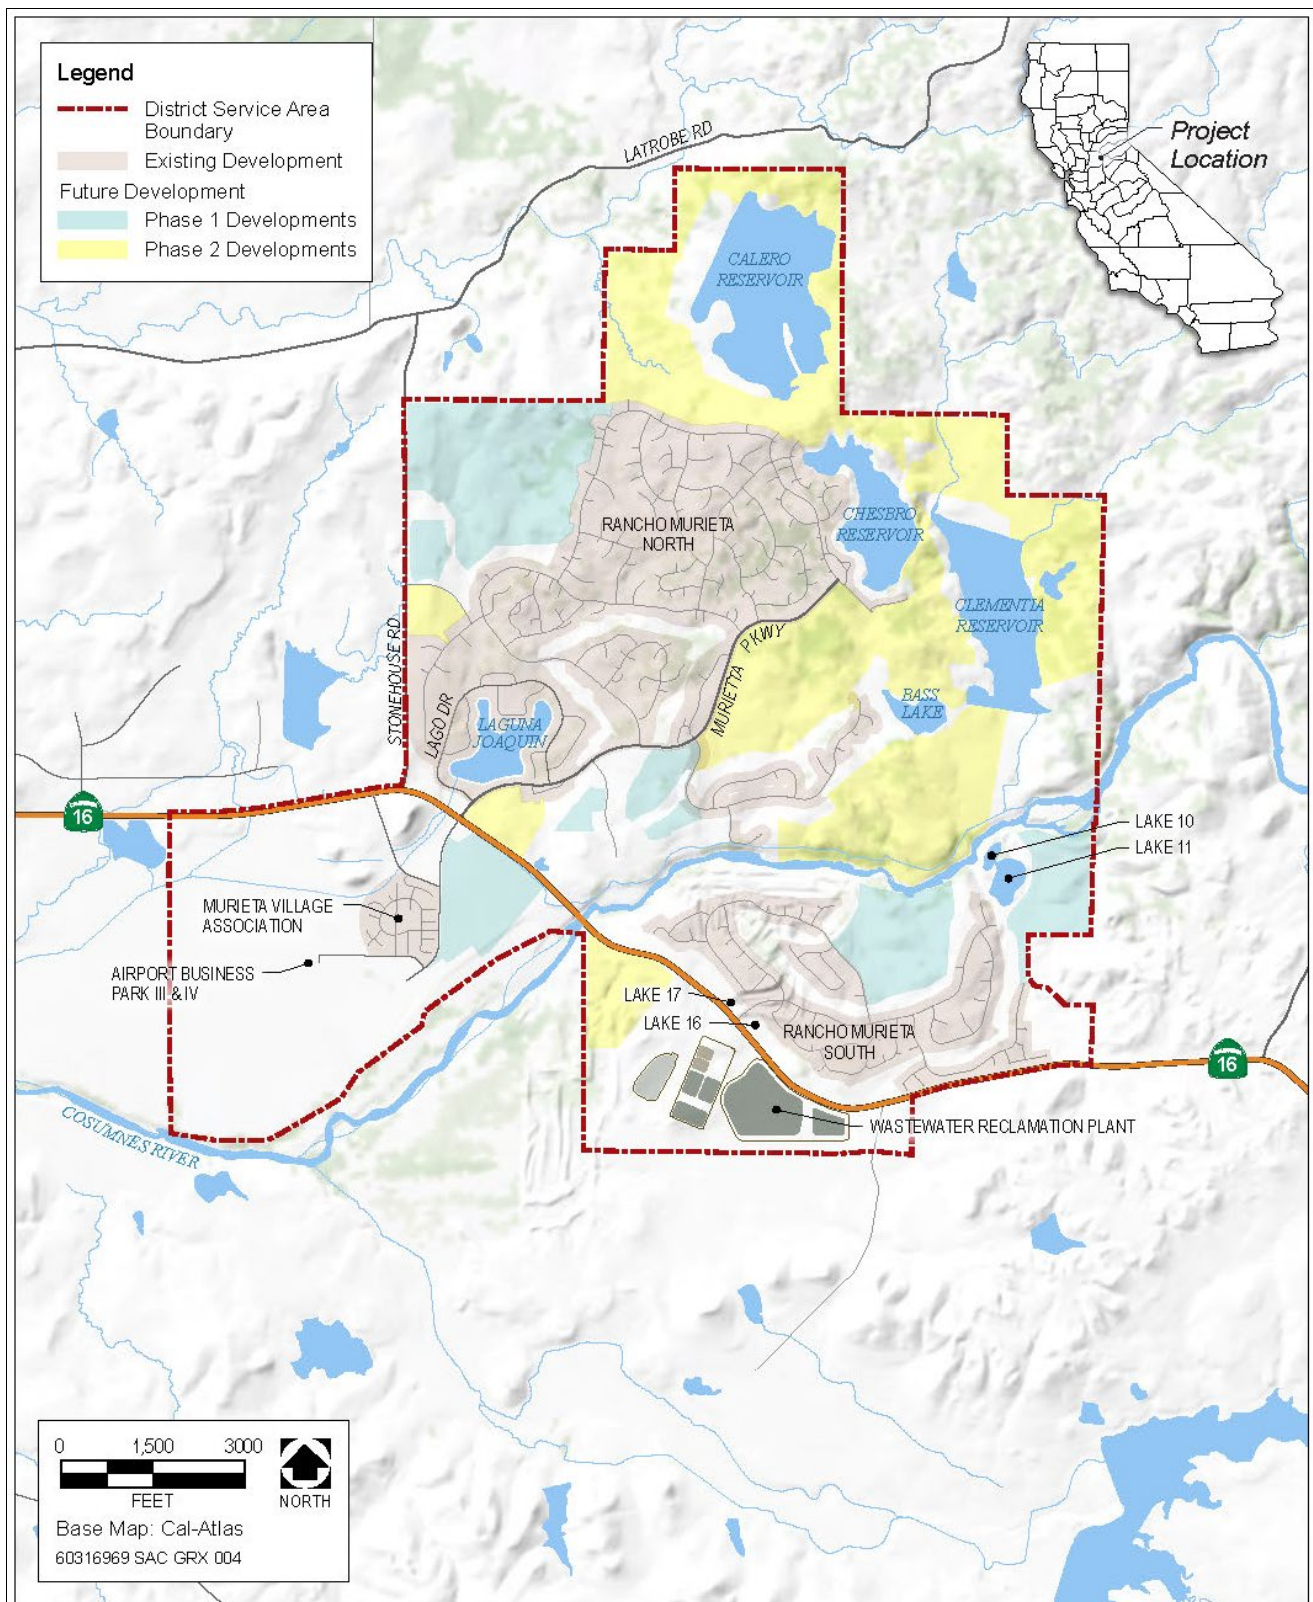 Legend
District Service Area
Boundary
Existing Development
Future Development
Phase 1 Developments
Phase 2 Developments
Project
Location
LATROBE RD
CALERO
RESERVOIR
RANCHO MURIETA
NORTH
CHESBRO
RESERVOIR
CLEMENTIA
RESERVOIR
STONEHOUSE RD
LAGO DR
LAGUNA
JOAQUIN
MURIETTA PKWY
BASS
LAKE
16
LAKE 10
LAKE 11
MURIETA VILLAGE
ASSOCIATION
AIRPORT BUSINESS
PARK III & IV
LAKE 17
LAKE 16
RANCHO MURIETA
SOUTH
16
WASTEWATER RECLAMATION PLANT
COSUMNES RIVER
0 1,500 3000
FEET
NORTH
Base Map: Cal-Atlas
60316969 SAC GRX 004